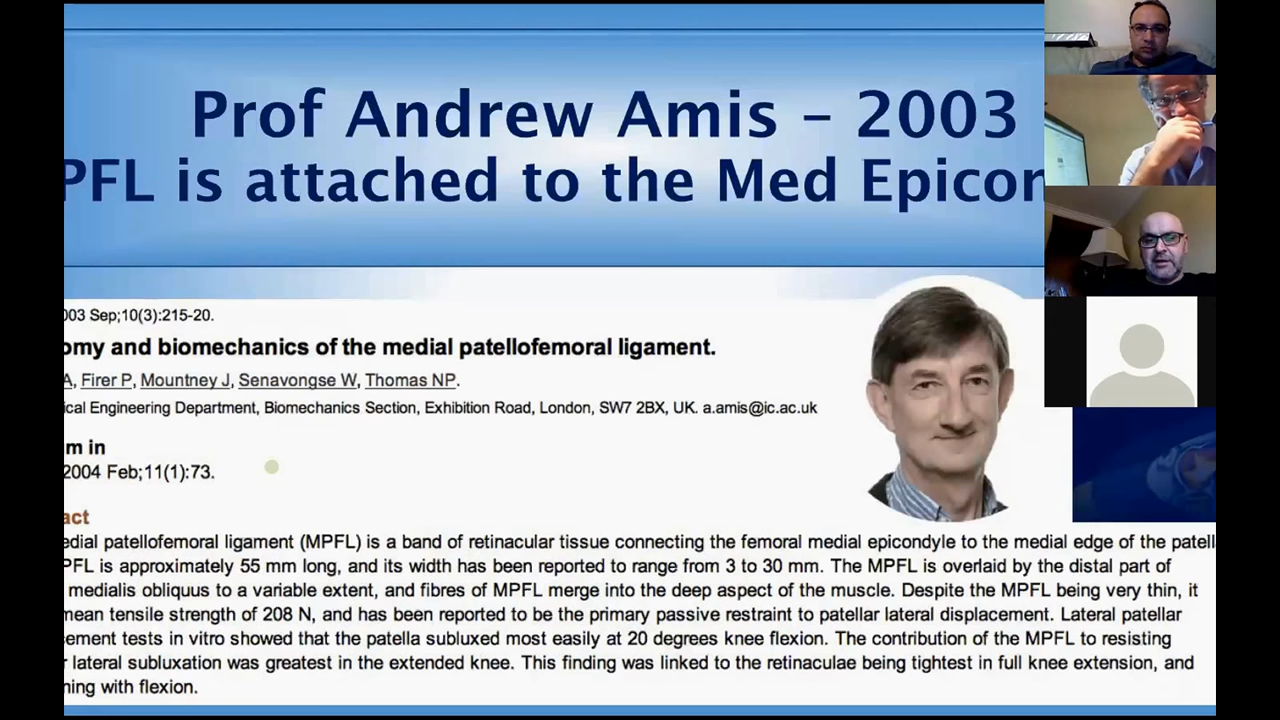 Prof Andrew Amis – 2003
PFL is attached to the Med Epicon
003 Sep;10(3):215-20.
omy and biomechanics of the medial patellofemoral ligament.
A, Firer P, Mountney J, Senavongse W, Thomas NP.
ical Engineering Department, Biomechanics Section, Exhibition Road, London, SW7 2BX, UK. a.amis@ic.ac.uk
m in
2004 Feb;11(1):73.
act
edial patellofemoral ligament (MPFL) is a band of retinacular tissue connecting the femoral medial epicondyle to the medial edge of the patell
PFL is approximately 55 mm long, and its width has been reported to range from 3 to 30 mm. The MPFL is overlaid by the distal part of
medialis obliquus to a variable extent, and fibres of MPFL merge into the deep aspect of the muscle. Despite the MPFL being very thin, it
mean tensile strength of 208 N, and has been reported to be the primary passive restraint to patellar lateral displacement. Lateral patellar
cement tests in vitro showed that the patella subluxed most easily at 20 degrees knee flexion. The contribution of the MPFL to resisting
r lateral subluxation was greatest in the extended knee. This finding was linked to the retinaculae being tightest in full knee extension, and
ning with flexion.